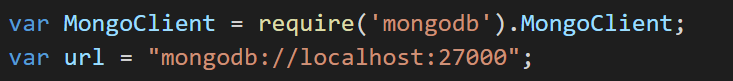 var MongoClient = require('mongodb').MongoClient;
var url = "mongodb://localhost:27000";